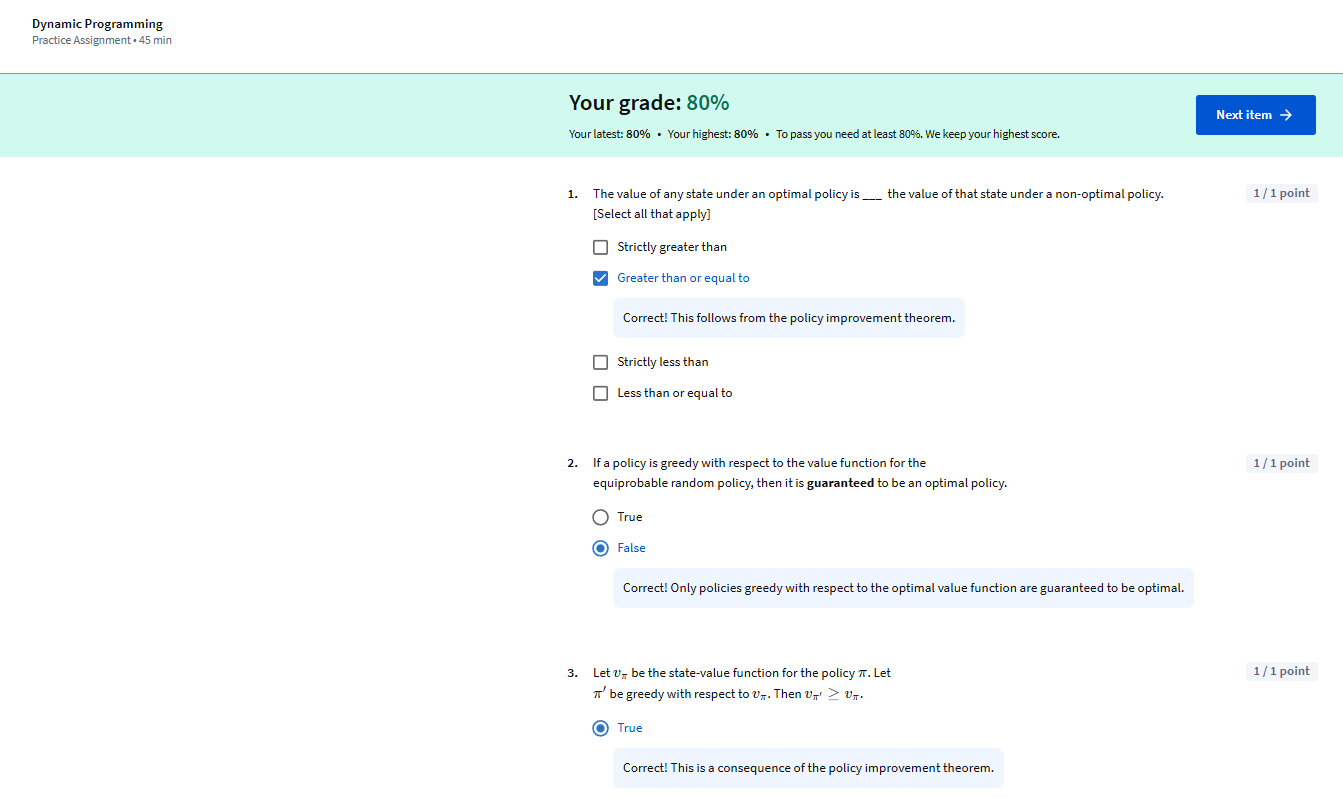 Dynamic Programming
Practice Assignment • 45 min
Your grade: 80%
Your latest: 80% • Your highest: 80% • To pass you need at least 80%. We keep your highest score.
Next item →
1. The value of any state under an optimal policy is ___ the value of that state under a non-optimal policy.
[Select all that apply]
1 / 1 point
Strictly greater than
Greater than or equal to
Correct! This follows from the policy improvement theorem.
Strictly less than
Less than or equal to
2. If a policy is greedy with respect to the value function for the
equiprobable random policy, then it is guaranteed to be an optimal policy.
1 / 1 point
True
False
Correct! Only policies greedy with respect to the optimal value function are guaranteed to be optimal.
3. Let vπ be the state-value function for the policy π. Let
π′ be greedy with respect to vπ. Then vπ′ ≥ vπ.
1 / 1 point
True
Correct! This is a consequence of the policy improvement theorem.